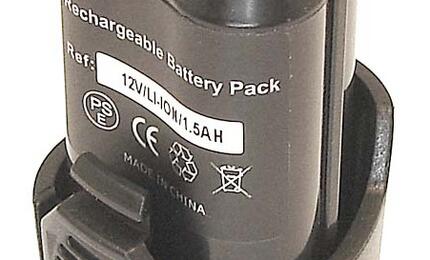 Rechargeable Battery Pack
Ref:
12V/LI-ION/1.5AH
PS
E
CE
MADE IN CHINA